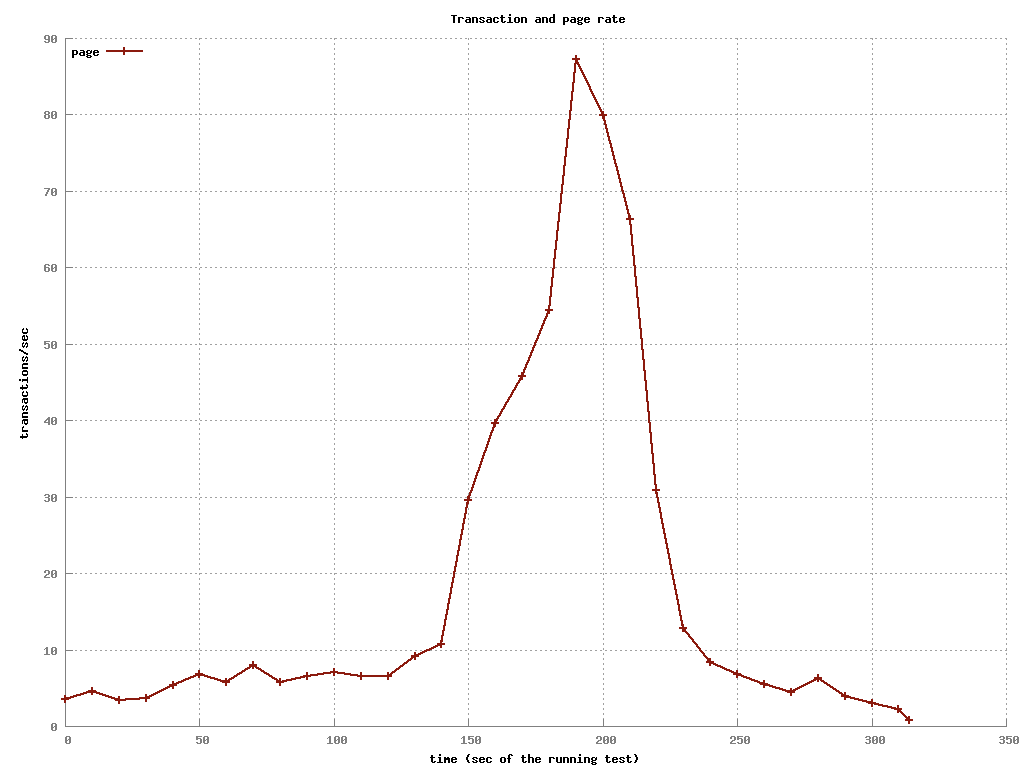 Transaction and page rate
90
page
80
70
60
50
transactions/sec
40
30
20
10
0
0 50 100 150 200 250 300 350
time (sec of the running test)